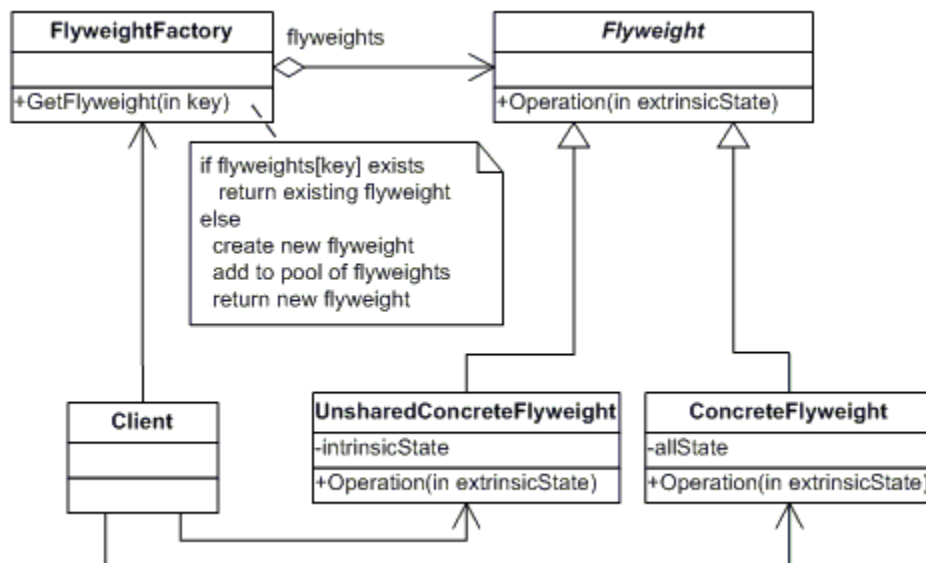 FlyweightFactory
+GetFlyweight(in key)
flyweights
Flyweight
+Operation(in extrinsicState)
if flyweights[key] exists
return existing flyweight
else
create new flyweight
add to pool of flyweights
return new flyweight
Client
UnsharedConcreteFlyweight
-intrinsicState
+Operation(in extrinsicState)
ConcreteFlyweight
-allState
+Operation(in extrinsicState)